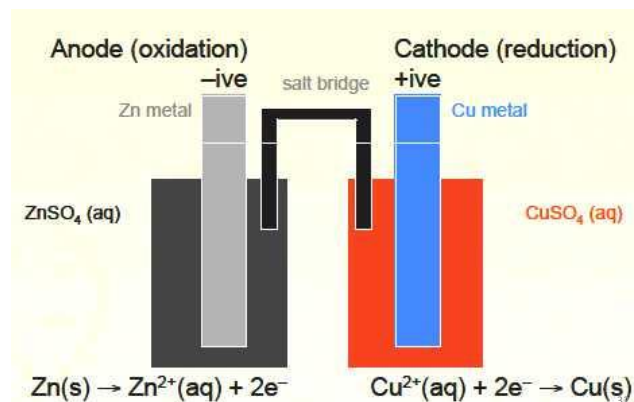 Anode (oxidation)
Cathode (reduction)
–ive
salt bridge
+ive
Zn metal
Cu metal
ZnSO₄ (aq)
CuSO₄ (aq)
Zn(s) → Zn²⁺(aq) + 2e⁻
Cu²⁺(aq) + 2e⁻ → Cu(s)